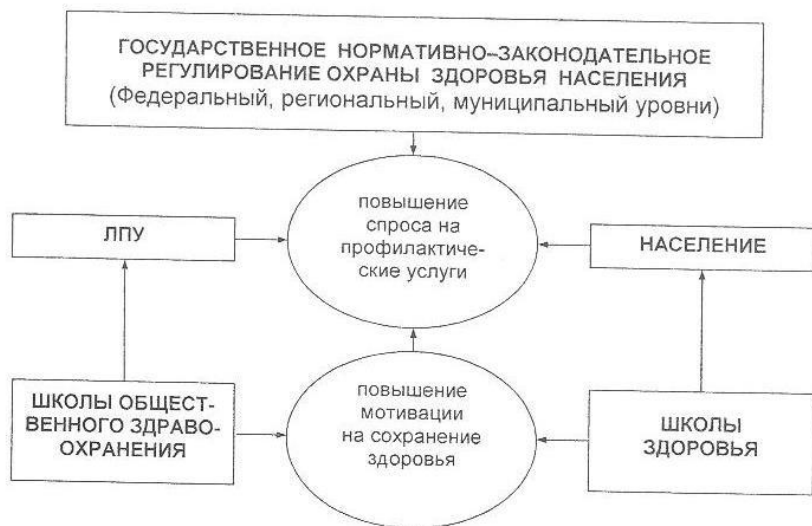 ГОСУДАРСТВЕННОЕ НОРМАТИВНО–ЗАКОНОДАТЕЛЬНОЕ
РЕГУЛИРОВАНИЕ ОХРАНЫ ЗДОРОВЬЯ НАСЕЛЕНИЯ
(Федеральный, региональный, муниципальный уровни)
ЛПУ
повышение
спроса на
профилактиче-
ские услуги
НАСЕЛЕНИЕ
ШКОЛЫ ОБЩЕСТ-
ВЕННОГО ЗДРАВО-
ОХРАНЕНИЯ
повышение
мотивации
на сохранение
здоровья
ШКОЛЫ
ЗДОРОВЬЯ